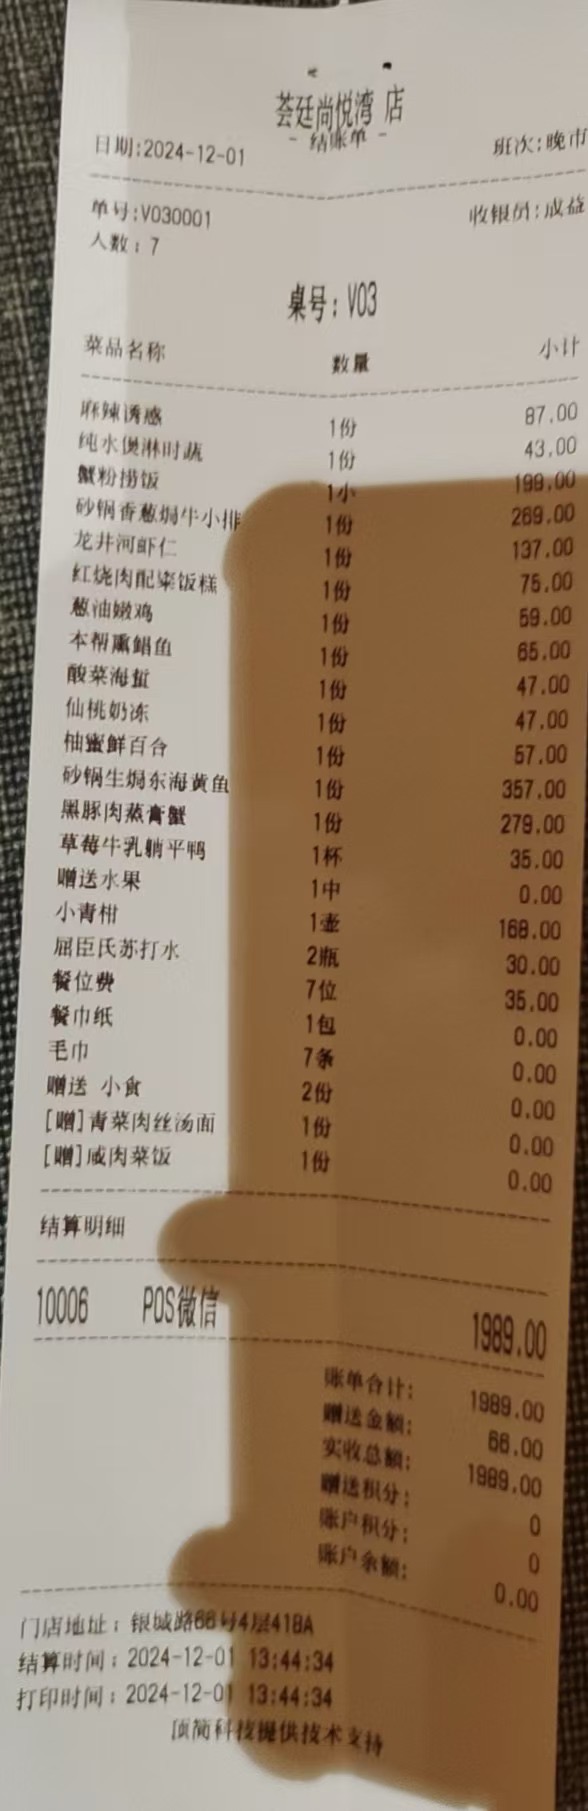 荟廷尚悦湾 店
- 结账单 -
日期:2024-12-01 班次:晚市
单号:V030001 收银员:成益
人数：7
桌号：V03
菜品名称 数量 小计
麻辣诱惑 1份 87.00
纯水煲淋时蔬 1份 43.00
蟹粉捞饭 1小 199.00
砂锅香葱焗牛小排 1份 269.00
龙井河虾仁 1份 137.00
红烧肉配粢饭糕 1份 75.00
葱油嫩鸡 1份 59.00
本帮熏鲳鱼 1份 65.00
酸菜海蜇 1份 47.00
仙桃奶冻 1份 47.00
柚蜜鲜百合 1份 57.00
砂锅生焗东海黄鱼 1份 357.00
黑豚肉蒸膏蟹 1份 279.00
草莓牛乳躺平鸭 1杯 35.00
赠送水果 1中 0.00
小青柑 1壶 168.00
屈臣氏苏打水 2瓶 30.00
餐位费 7位 35.00
餐巾纸 1包 0.00
毛巾 7条 0.00
赠送 小食 2份 0.00
[赠]青菜肉丝汤面 1份 0.00
[赠]咸肉菜饭 1份 0.00
结算明细
10006 POS微信 1989.00
账单合计: 1989.00
赠送金额: 66.00
实收总额: 1989.00
赠送积分: 0
账户积分: 0
账户余额: 0.00
门店地址：银城路66号4层418A
结算时间：2024-12-01 13:44:34
打印时间：2024-12-01 13:44:34
顶简科技提供技术支持